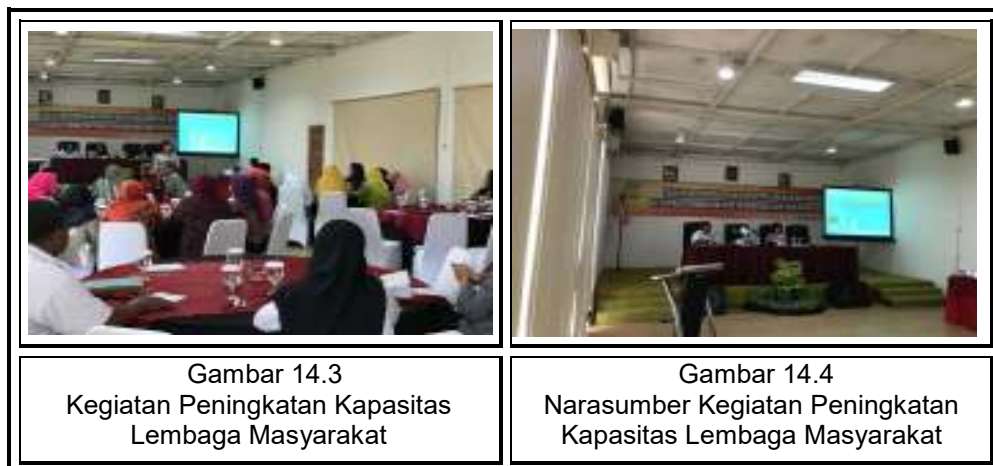 Gambar 14.3
Kegiatan Peningkatan Kapasitas
Lembaga Masyarakat
Gambar 14.4
Narasumber Kegiatan Peningkatan
Kapasitas Lembaga Masyarakat